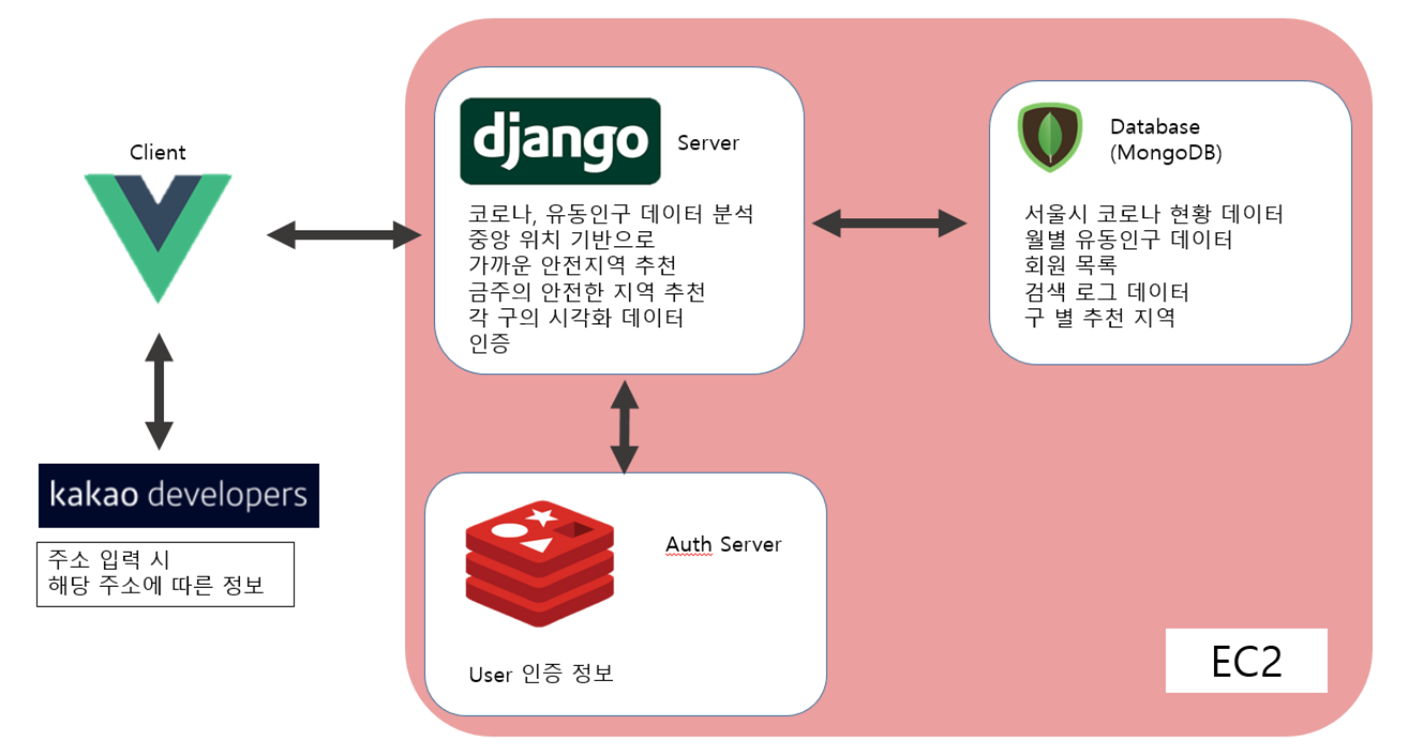 Client
kakao developers
주소 입력 시
해당 주소에 따른 정보
django
Server
코로나, 유동인구 데이터 분석
중앙 위치 기반으로
가까운 안전지역 추천
금주의 안전한 지역 추천
각 구의 시각화 데이터
인증
Database
(MongoDB)
서울시 코로나 현황 데이터
월별 유동인구 데이터
회원 목록
검색 로그 데이터
구 별 추천 지역
Auth Server
User 인증 정보
EC2